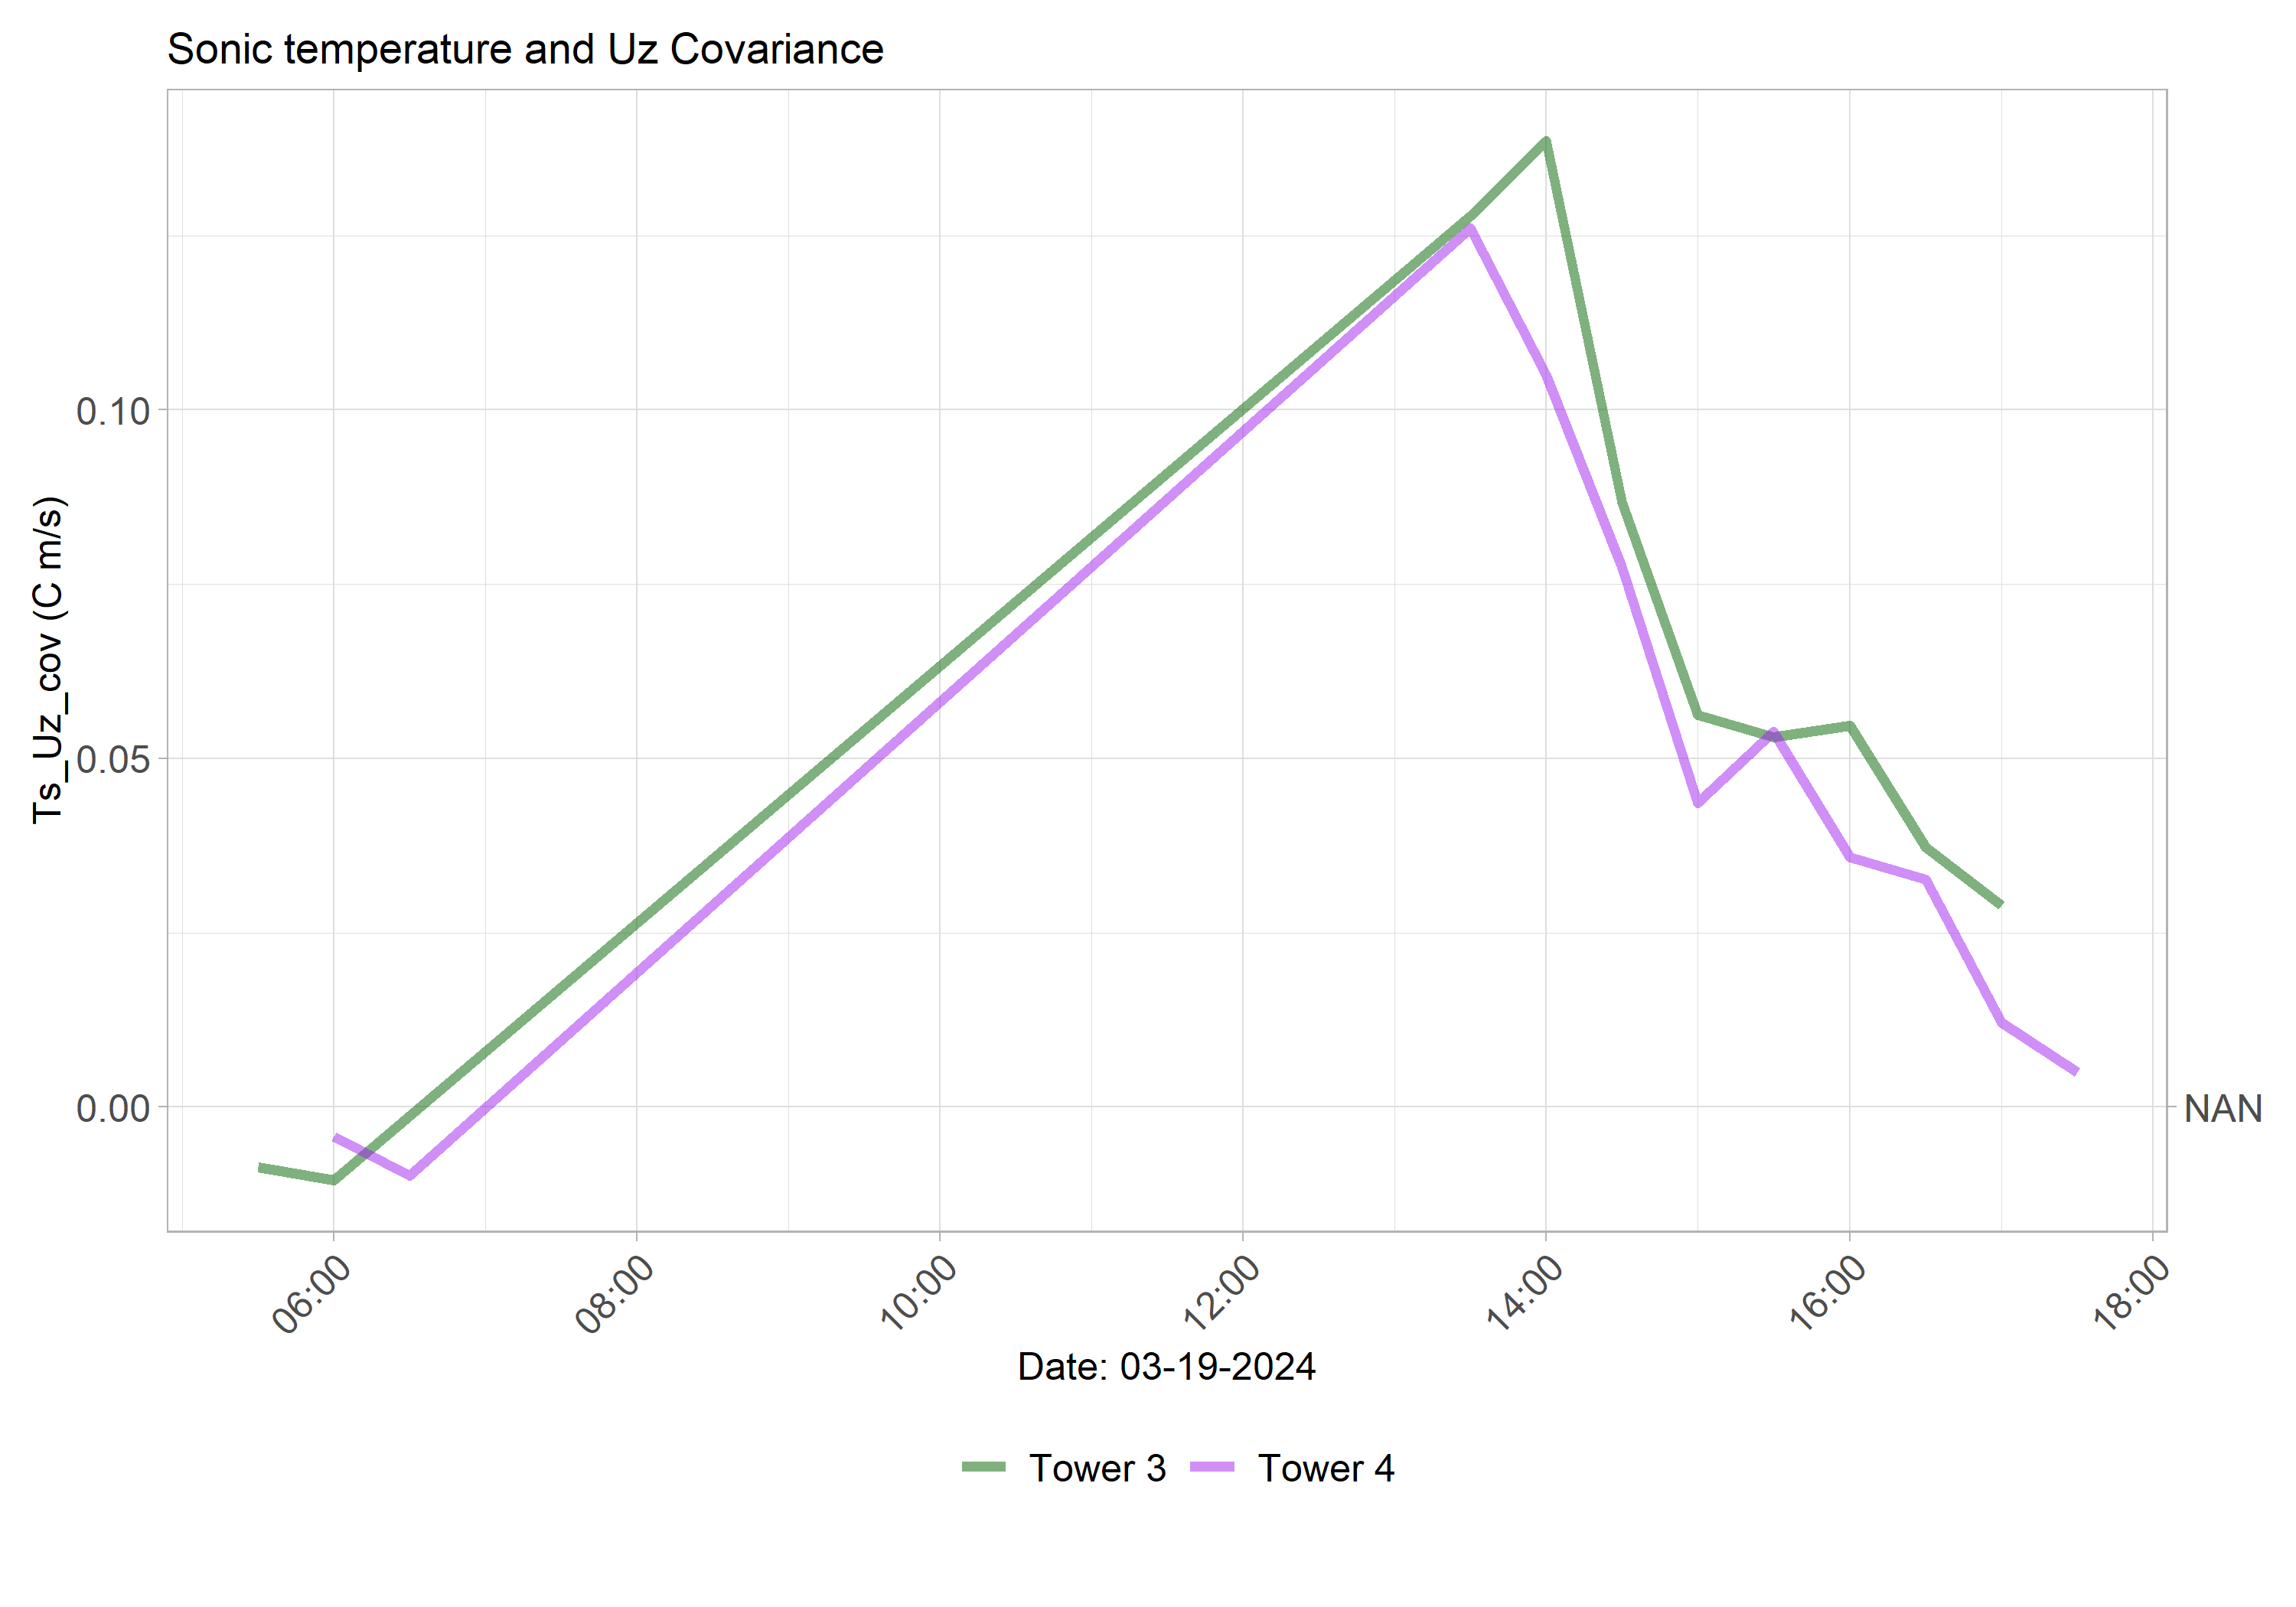 Sonic temperature and Uz Covariance
Ts_Uz_cov (C m/s)
0.10
0.05
0.00
NAN
06:00 08:00 10:00 12:00 14:00 16:00 18:00
Date: 03-19-2024
Tower 3 Tower 4